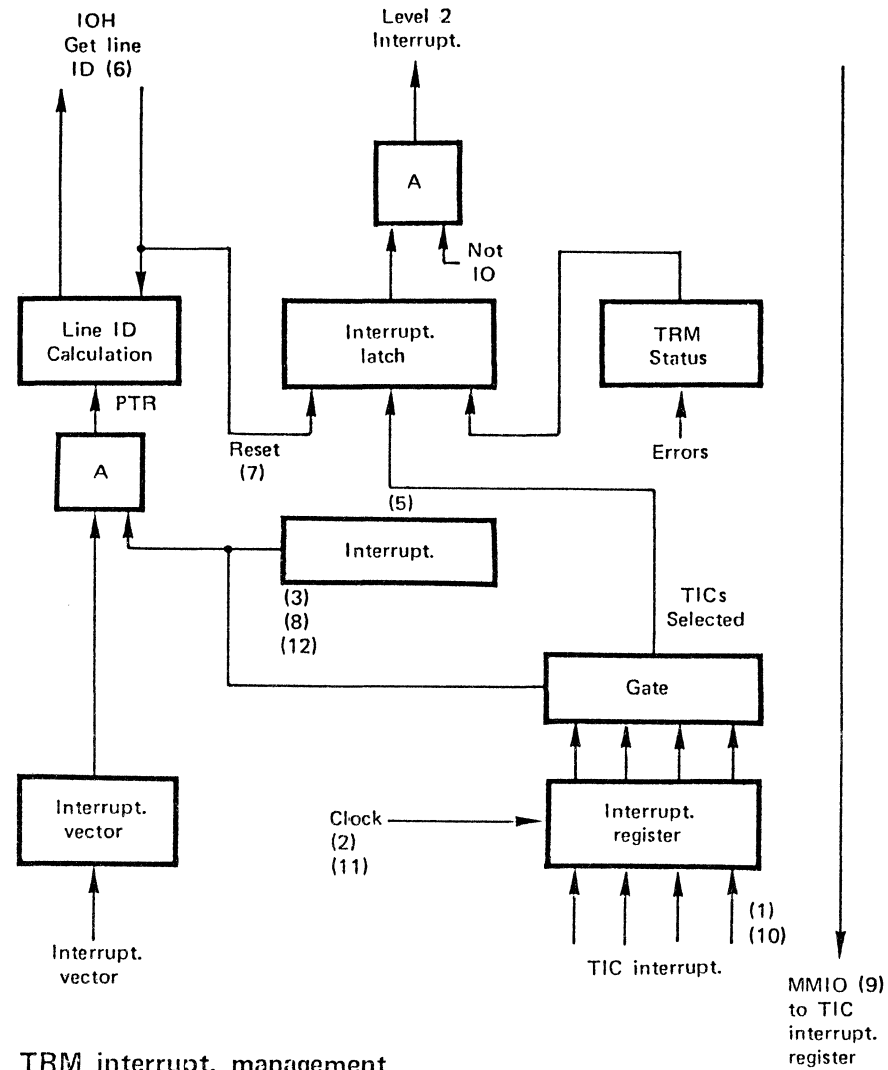 IOH
Get line
ID (6)
Level 2
Interrupt.
A
Not
IO
Line ID
Calculation
Interrupt.
latch
TRM
Status
PTR
A
Reset
(7)
Errors
(5)
Interrupt.
(3)
(8)
(12)
TICs
Selected
Gate
Interrupt.
vector
Clock
(2)
(11)
Interrupt.
register
(1)
(10)
Interrupt.
vector
TIC interrupt.
MMIO (9)
to TIC
interrupt.
register
TRM interrupt. management